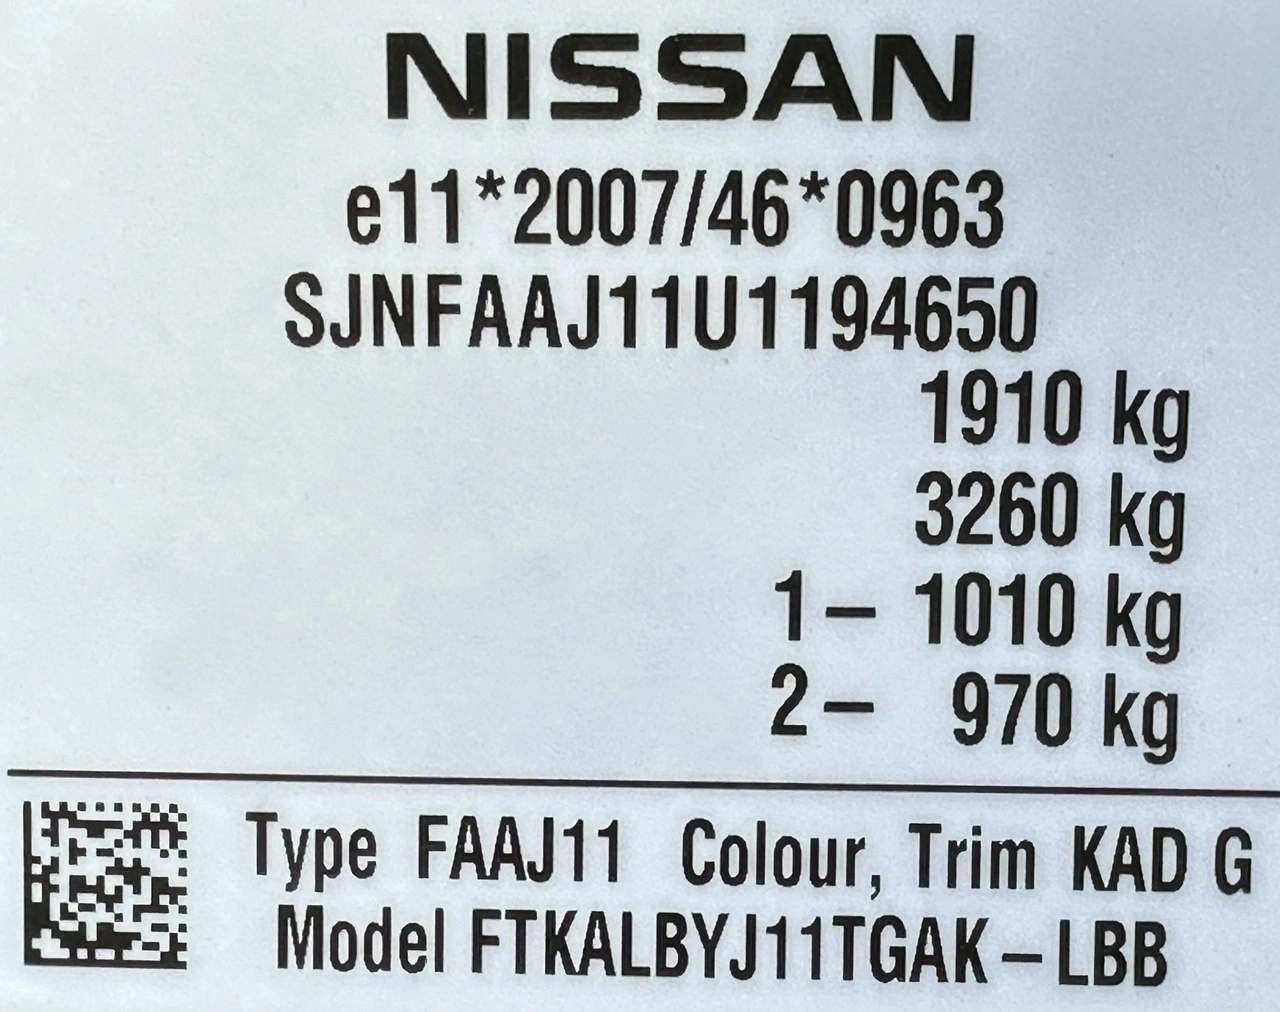 NISSAN
e11*2007/46*0963
SJNFAAJ11U1194650
1910 kg
3260 kg
1– 1010 kg
2– 970 kg
Type FAAJ11 Colour, Trim KAD G
Model FTKALBYJ11TGAK–LBB